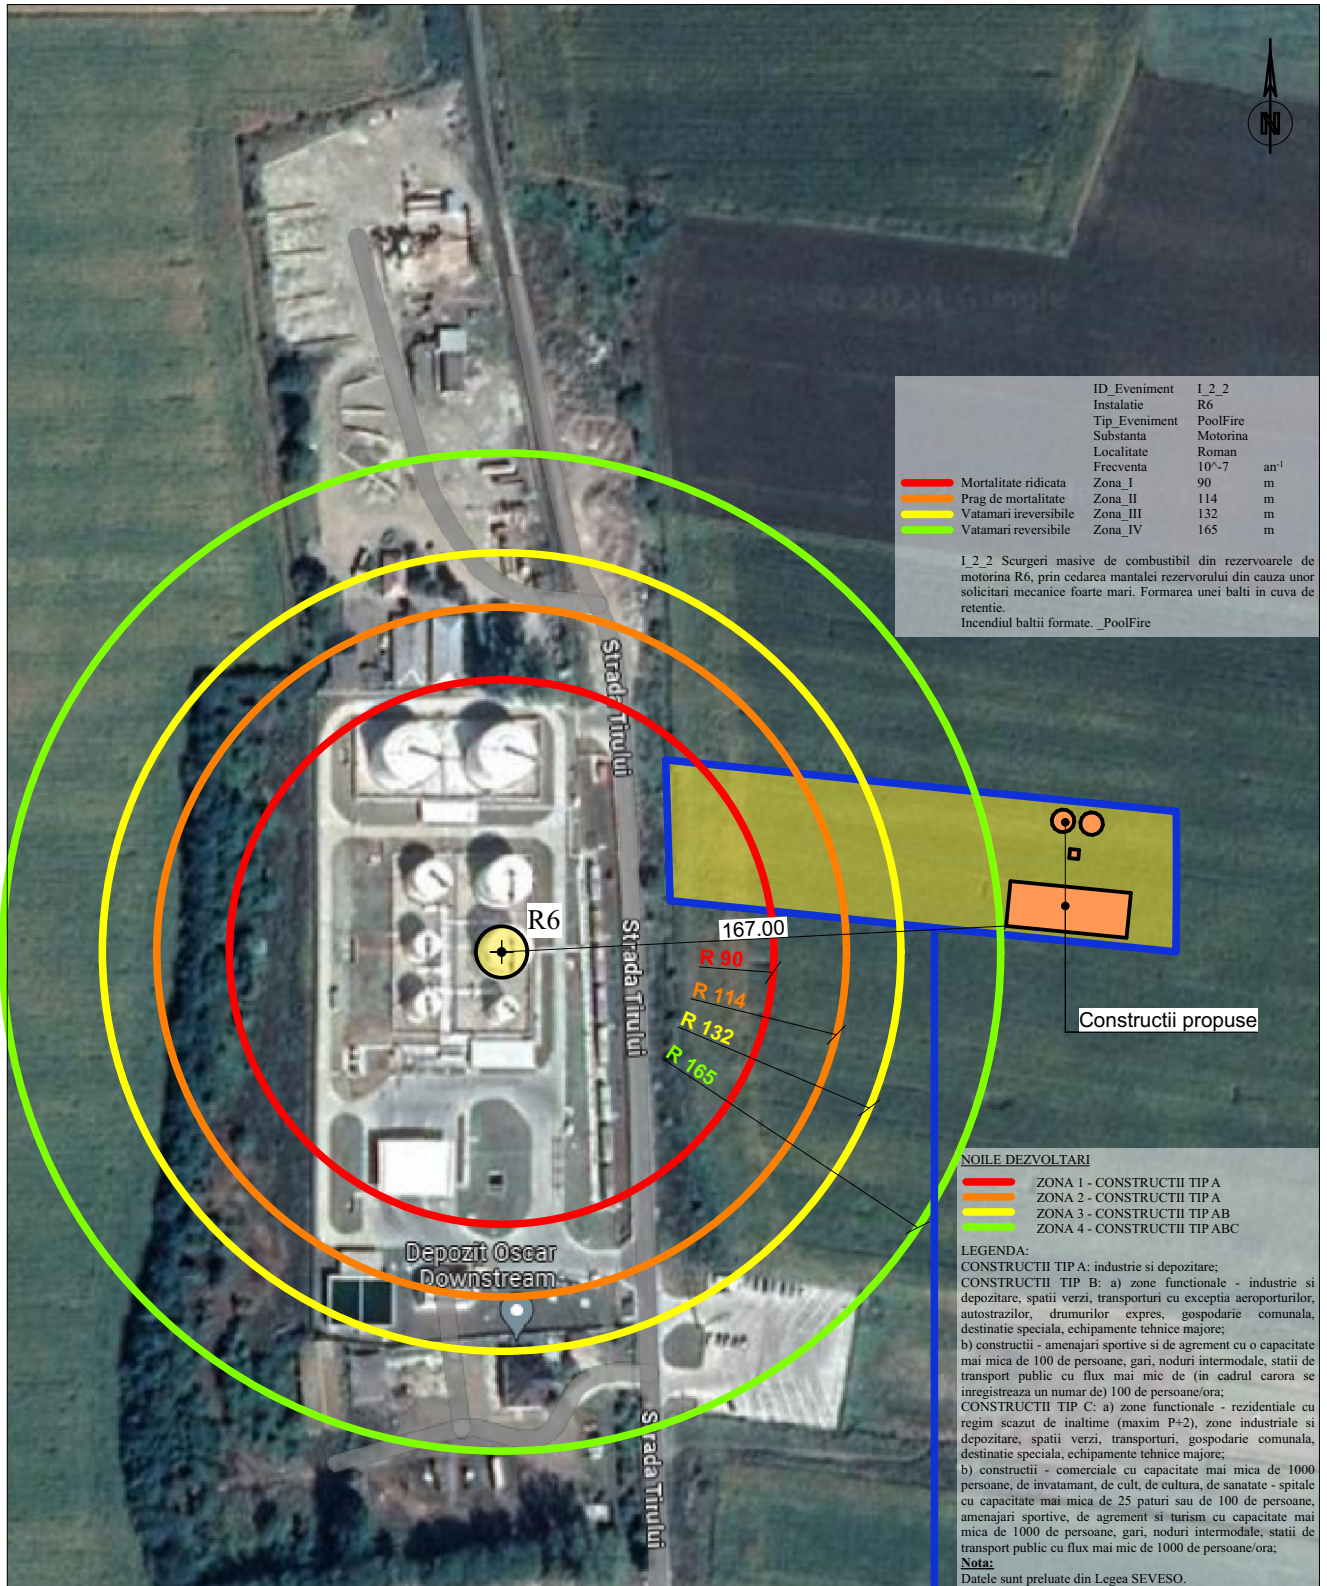 N
© 2024 Google
ID_Eveniment I_2_2
Instalatie R6
Tip_Eveniment PoolFire
Substanta Motorina
Localitate Roman
Frecventa 10^-7 an-1
Mortalitate ridicata Zona_I 90 m
Prag de mortalitate Zona_II 114 m
Vatamari ireversibile Zona_III 132 m
Vatamari reversibile Zona_IV 165 m
I_2_2 Scurgeri masive de combustibil din rezervoarele de
motorina R6, prin cedarea mantalei rezervorului din cauza unor
solicitari mecanice foarte mari. Formarea unei balti in cuva de
retentie.
Incendiul baltii formate. _PoolFire
Strada Tirului
R6
167.00
Strada Tirului
R 90
R 114
R 132
R 165
Constructii propuse
Depozit Oscar
Downstream
Strada Tirului
NOILE DEZVOLTARI
ZONA 1 - CONSTRUCTII TIP A
ZONA 2 - CONSTRUCTII TIP A
ZONA 3 - CONSTRUCTII TIP AB
ZONA 4 - CONSTRUCTII TIP ABC
LEGENDA:
CONSTRUCTII TIP A: industrie si depozitare;
CONSTRUCTII TIP B: a) zone functionale - industrie si
depozitare, spatii verzi, transporturi cu exceptia aeroporturilor,
autostrazilor, drumurilor expres, gospodarie comunala,
destinatie speciala, echipamente tehnice majore;
b) constructii - amenajari sportive si de agrement cu o capacitate
mai mica de 100 de persoane, gari, noduri intermodale, statii de
transport public cu flux mai mic de (in cadrul carora se
inregistreaza un numar de) 100 de persoane/ora;
CONSTRUCTII TIP C: a) zone functionale - rezidentiale cu
regim scazut de inaltime (maxim P+2), zone industriale si
depozitare, spatii verzi, transporturi, gospodarie comunala,
destinatie speciala, echipamente tehnice majore;
b) constructii - comerciale cu capacitate mai mica de 1000
persoane, de invatamant, de cult, de cultura, de sanatate - spitale
cu capacitate mai mica de 25 paturi sau de 100 de persoane,
amenajari sportive, de agrement si turism cu capacitate mai
mica de 1000 de persoane, gari, noduri intermodale, statii de
transport public cu flux mai mic de 1000 de persoane/ora;
Nota:
Datele sunt preluate din Legea SEVESO.